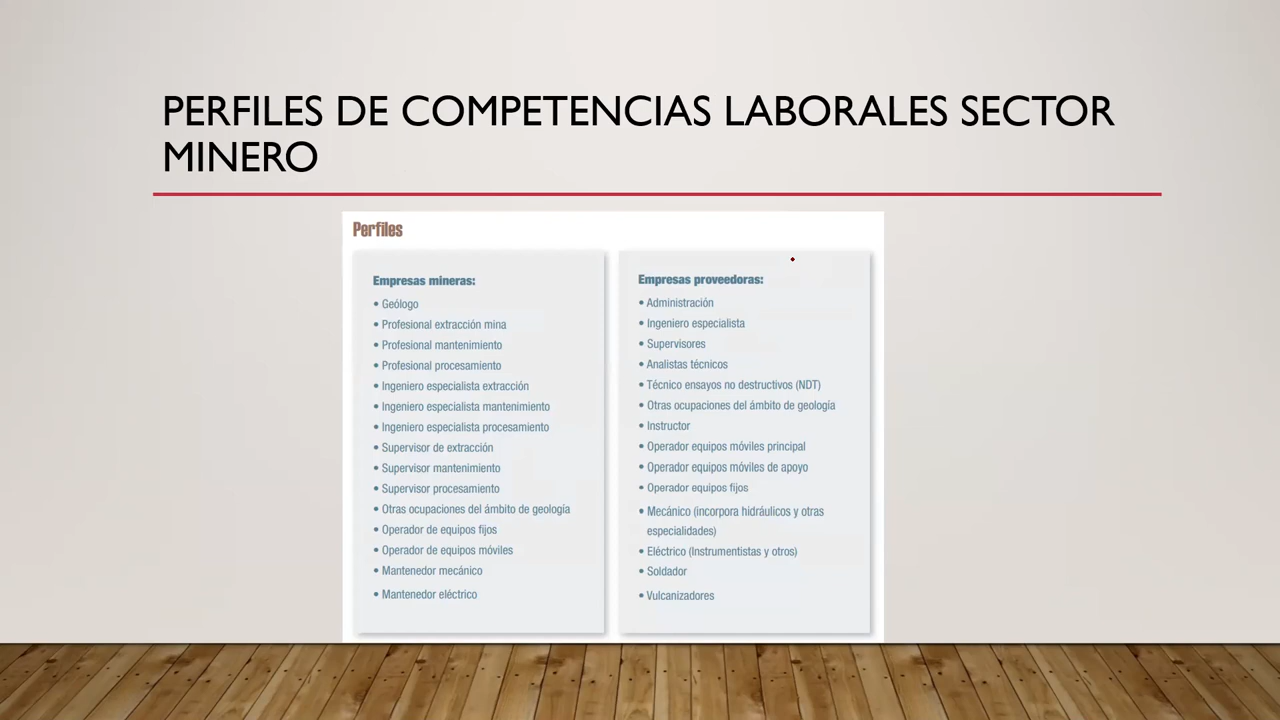 PERFILES DE COMPETENCIAS LABORALES SECTOR
MINERO
Perfiles
Empresas mineras:
• Geólogo
• Profesional extracción mina
• Profesional mantenimiento
• Profesional procesamiento
• Ingeniero especialista extracción
• Ingeniero especialista mantenimiento
• Ingeniero especialista procesamiento
• Supervisor de extracción
• Supervisor mantenimiento
• Supervisor procesamiento
• Otras ocupaciones del ámbito de geología
• Operador de equipos fijos
• Operador de equipos móviles
• Mantenedor mecánico
• Mantenedor eléctrico
Empresas proveedoras:
• Administración
• Ingeniero especialista
• Supervisores
• Analistas técnicos
• Técnico ensayos no destructivos (NDT)
• Otras ocupaciones del ámbito de geología
• Instructor
• Operador equipos móviles principal
• Operador equipos móviles de apoyo
• Operador equipos fijos
• Mecánico (incorpora hidráulicos y otras
especialidades)
• Eléctrico (Instrumentistas y otros)
• Soldador
• Vulcanizadores